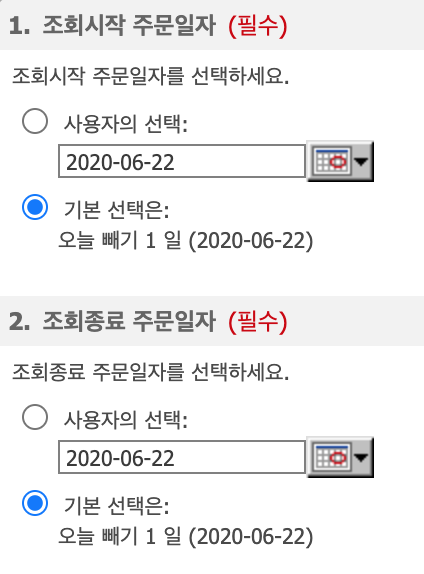 1. 조회시작 주문일자 (필수)
조회시작 주문일자를 선택하세요.
사용자의 선택:
2020-06-22
기본 선택은:
오늘 빼기 1 일 (2020-06-22)
2. 조회종료 주문일자 (필수)
조회종료 주문일자를 선택하세요.
사용자의 선택:
2020-06-22
기본 선택은:
오늘 빼기 1 일 (2020-06-22)